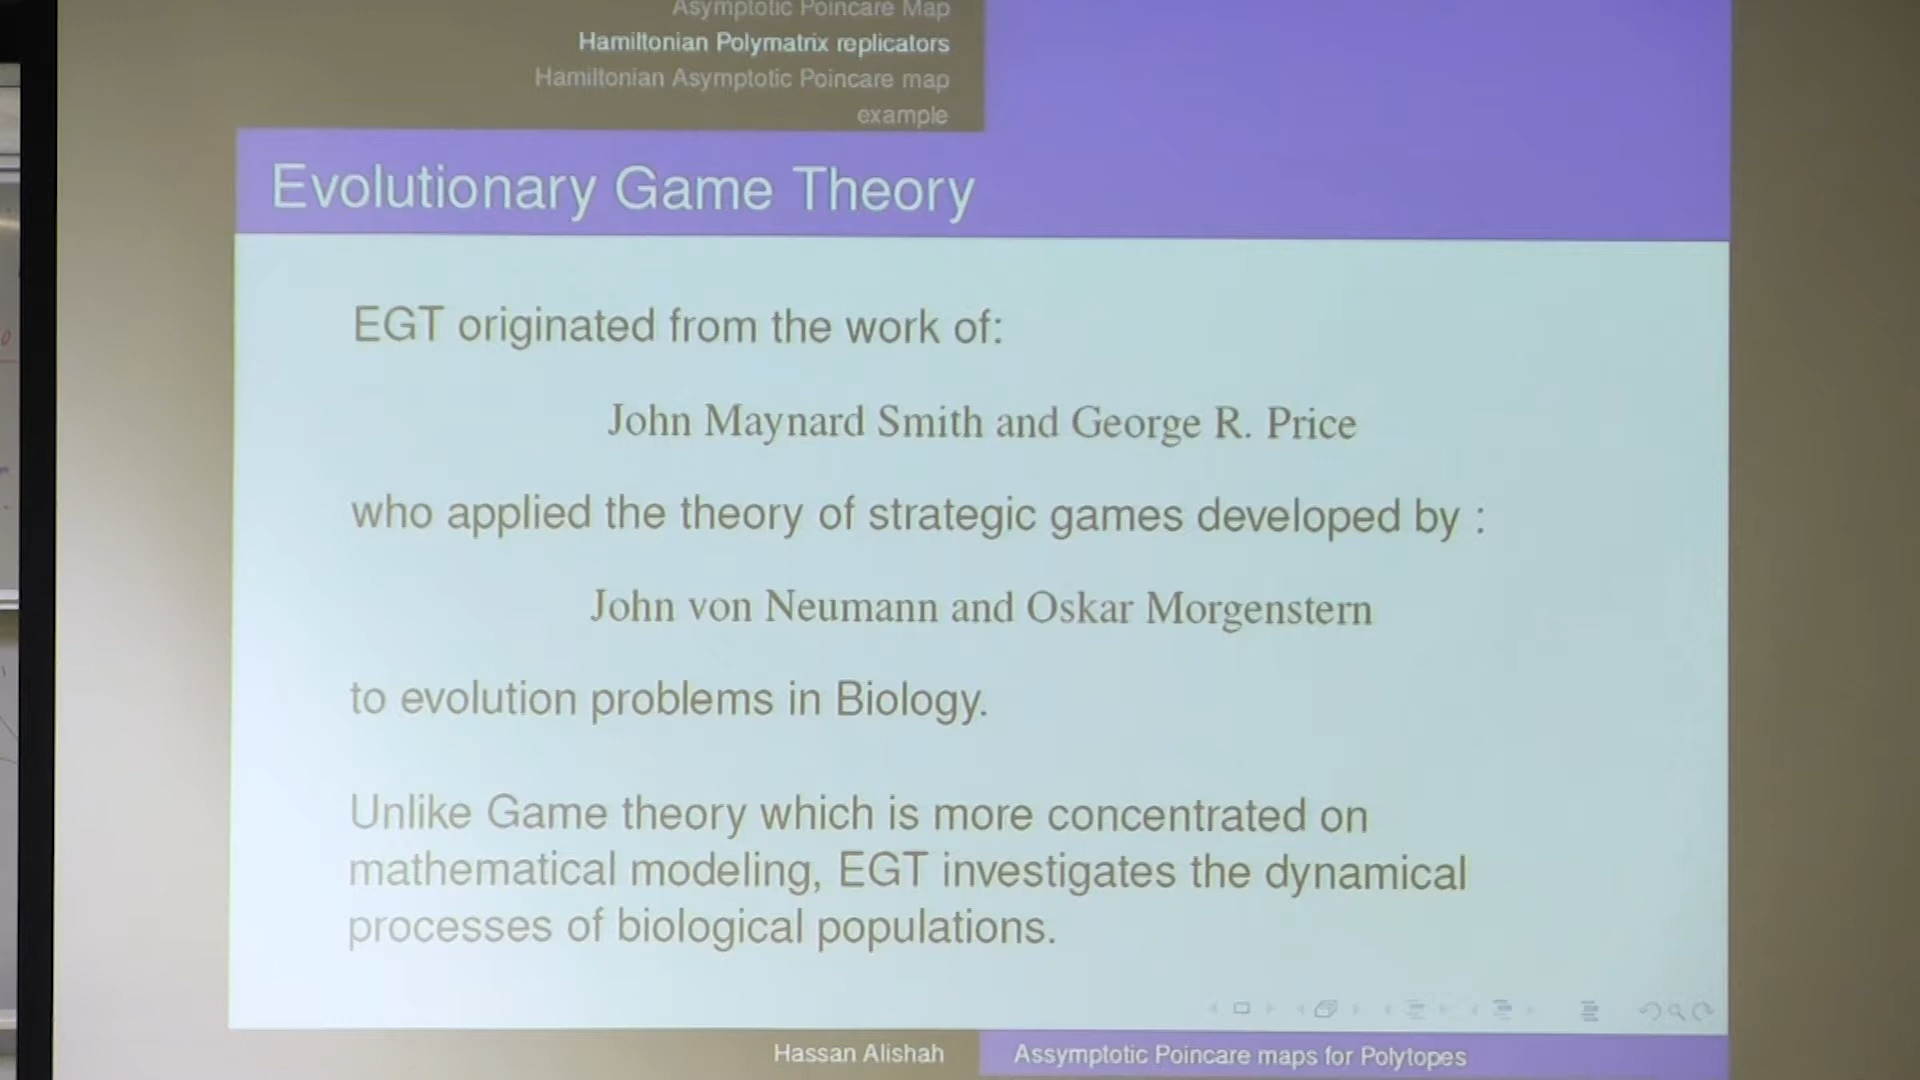 Asymptotic Poincare Map
Hamiltonian Polymatrix replicators
Hamiltonian Asymptotic Poincare map
example
Evolutionary Game Theory
EGT originated from the work of:
John Maynard Smith and George R. Price
who applied the theory of strategic games developed by :
John von Neumann and Oskar Morgenstern
to evolution problems in Biology.
Unlike Game theory which is more concentrated on
mathematical modeling, EGT investigates the dynamical
processes of biological populations.
Hassan Alishah
Assymptotic Poincare maps for Polytopes